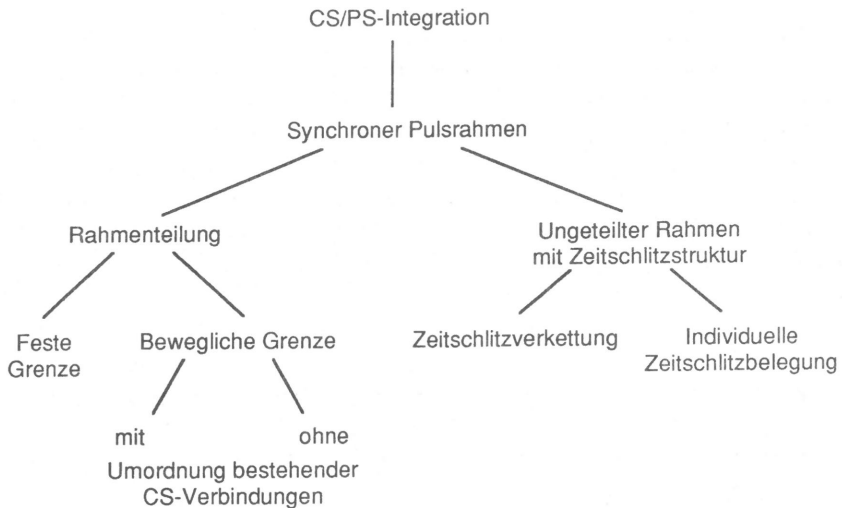 CS/PS-Integration
Synchroner Pulsrahmen
Rahmenteilung
Ungeteilter Rahmen
mit Zeitschlitzstruktur
Feste
Grenze
Bewegliche Grenze
Zeitschlitzverkettung
Individuelle
Zeitschlitzbelegung
mit
ohne
Umordnung bestehender
CS-Verbindungen